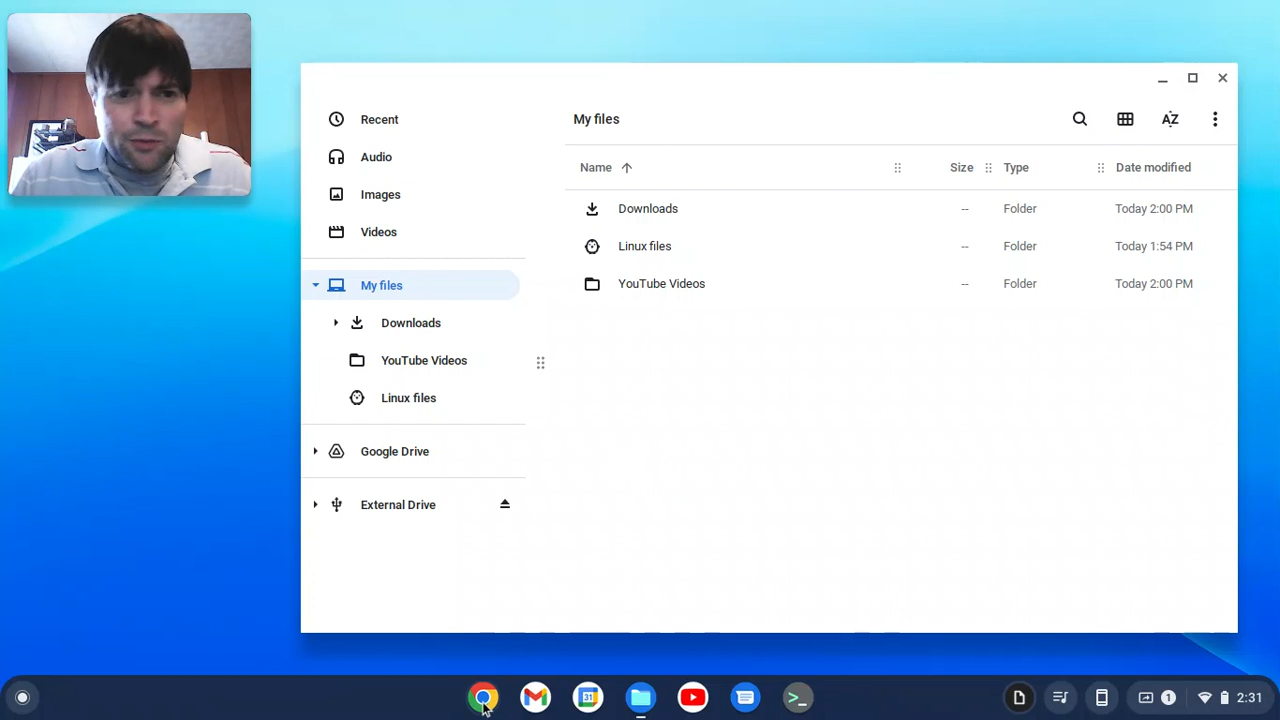 Recent
Audio
Images
Videos
My files
Downloads
YouTube Videos
Linux files
Google Drive
External Drive
My files
Name Size Type Date modified
Downloads -- Folder Today 2:00 PM
Linux files -- Folder Today 1:54 PM
YouTube Videos -- Folder Today 2:00 PM
31
1 2:31